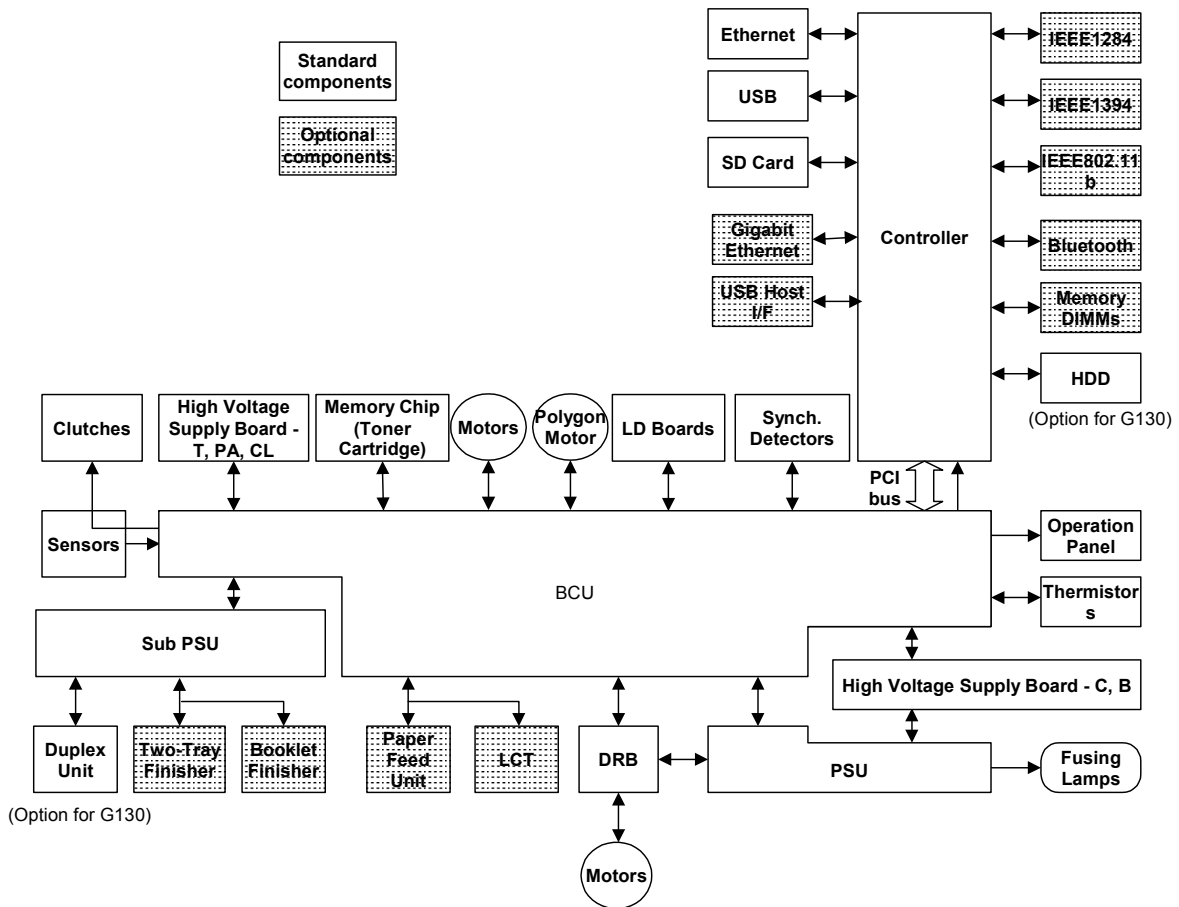 Standard
components
Optional
components
Ethernet
USB
SD Card
Gigabit
Ethernet
USB Host
I/F
Controller
IEEE1284
IEEE1394
IEEE802.11
b
Bluetooth
Memory
DIMMs
HDD
(Option for G130)
Clutches
High Voltage
Supply Board -
T, PA, CL
Memory Chip
(Toner
Cartridge)
Motors
Polygon
Motor
LD Boards
Synch.
Detectors
PCI
bus
Sensors
BCU
Operation
Panel
Thermistor
s
Sub PSU
High Voltage Supply Board - C, B
Duplex
Unit
(Option for G130)
Two-Tray
Finisher
Booklet
Finisher
Paper
Feed
Unit
LCT
DRB
PSU
Fusing
Lamps
Motors